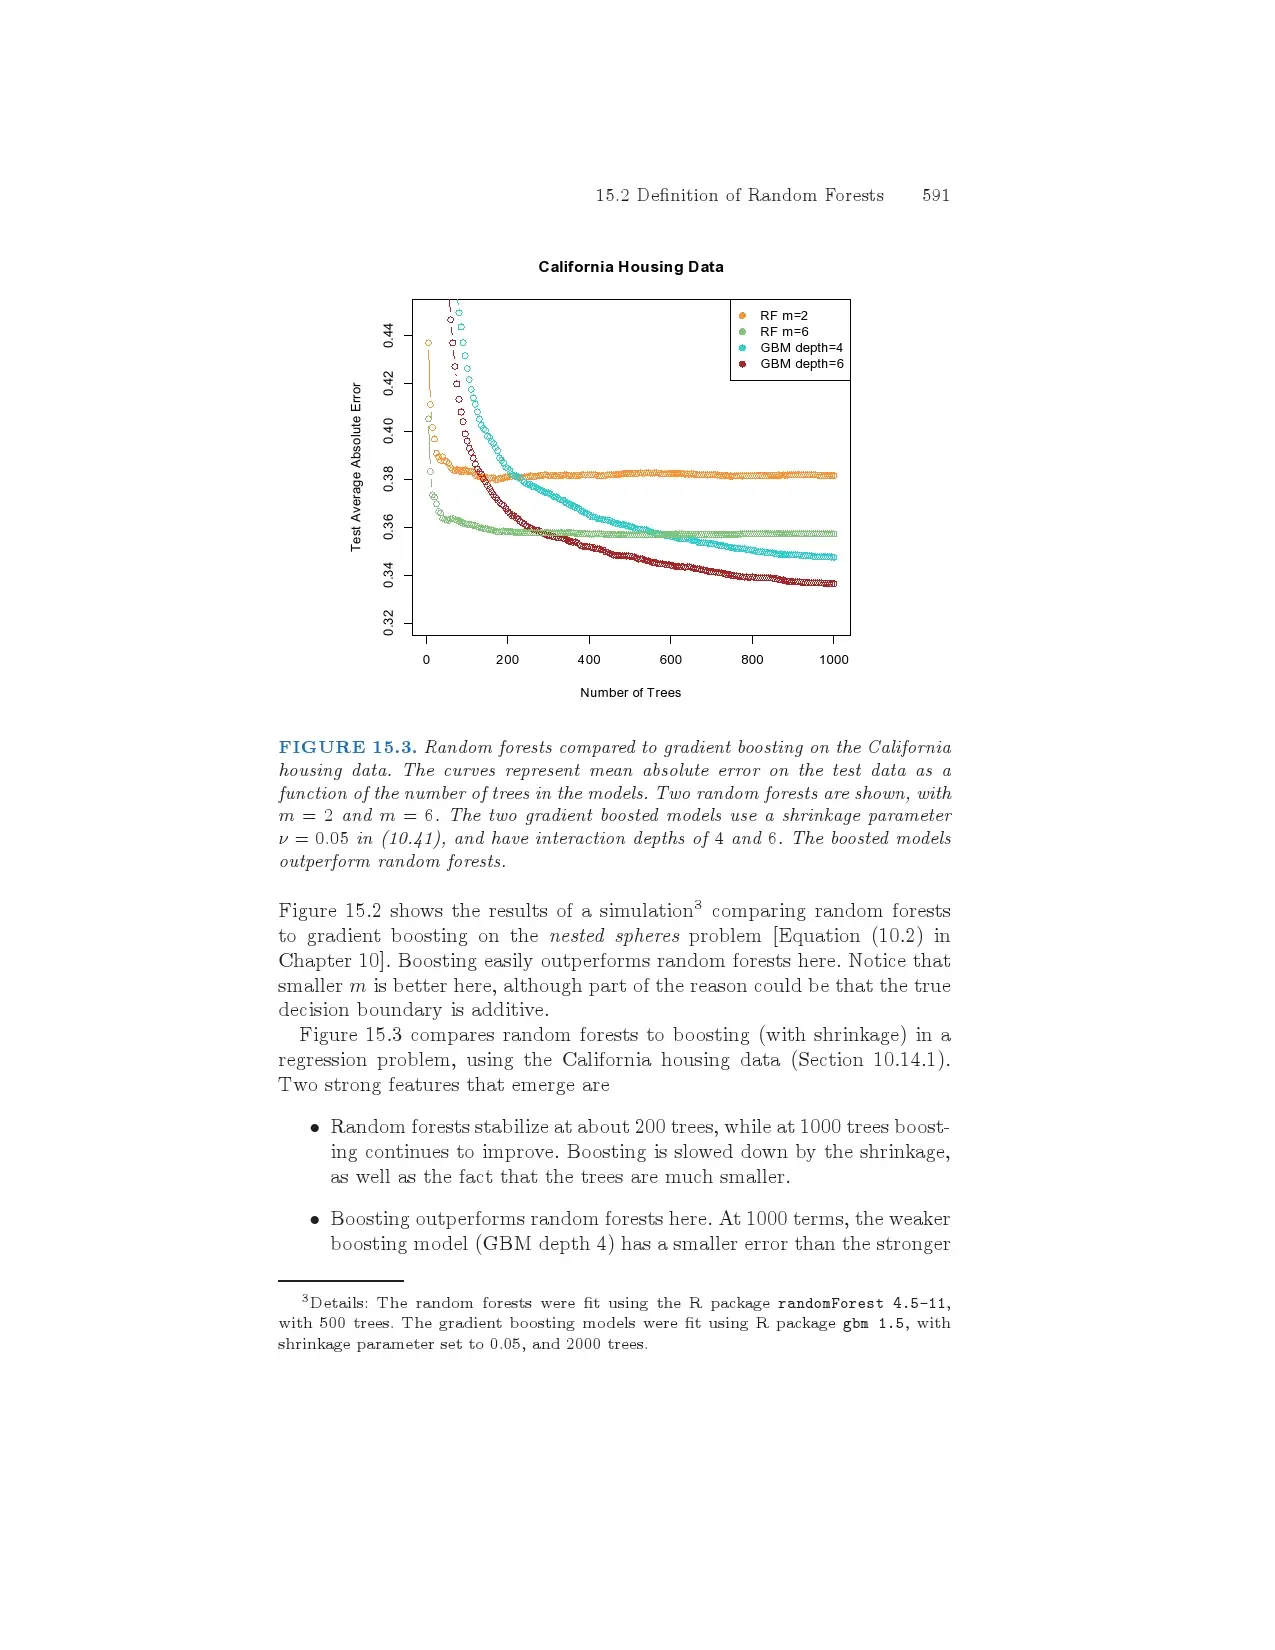 15.2 Definition of Random Forests 591
California Housing Data
RF m=2
RF m=6
GBM depth=4
GBM depth=6
Test Average Absolute Error
0.44
0.42
0.40
0.38
0.36
0.34
0.32
0 200 400 600 800 1000
Number of Trees
FIGURE 15.3. Random forests compared to gradient boosting on the California
housing data. The curves represent mean absolute error on the test data as a
function of the number of trees in the models. Two random forests are shown, with
m = 2 and m = 6. The two gradient boosted models use a shrinkage parameter
ν = 0.05 in (10.41), and have interaction depths of 4 and 6. The boosted models
outperform random forests.
Figure 15.2 shows the results of a simulation³ comparing random forests
to gradient boosting on the nested spheres problem [Equation (10.2) in
Chapter 10]. Boosting easily outperforms random forests here. Notice that
smaller m is better here, although part of the reason could be that the true
decision boundary is additive.
Figure 15.3 compares random forests to boosting (with shrinkage) in a
regression problem, using the California housing data (Section 10.14.1).
Two strong features that emerge are
• Random forests stabilize at about 200 trees, while at 1000 trees boost-
ing continues to improve. Boosting is slowed down by the shrinkage,
as well as the fact that the trees are much smaller.
• Boosting outperforms random forests here. At 1000 terms, the weaker
boosting model (GBM depth 4) has a smaller error than the stronger
³Details: The random forests were fit using the R package randomForest 4.5-11,
with 500 trees. The gradient boosting models were fit using R package gbm 1.5, with
shrinkage parameter set to 0.05, and 2000 trees.